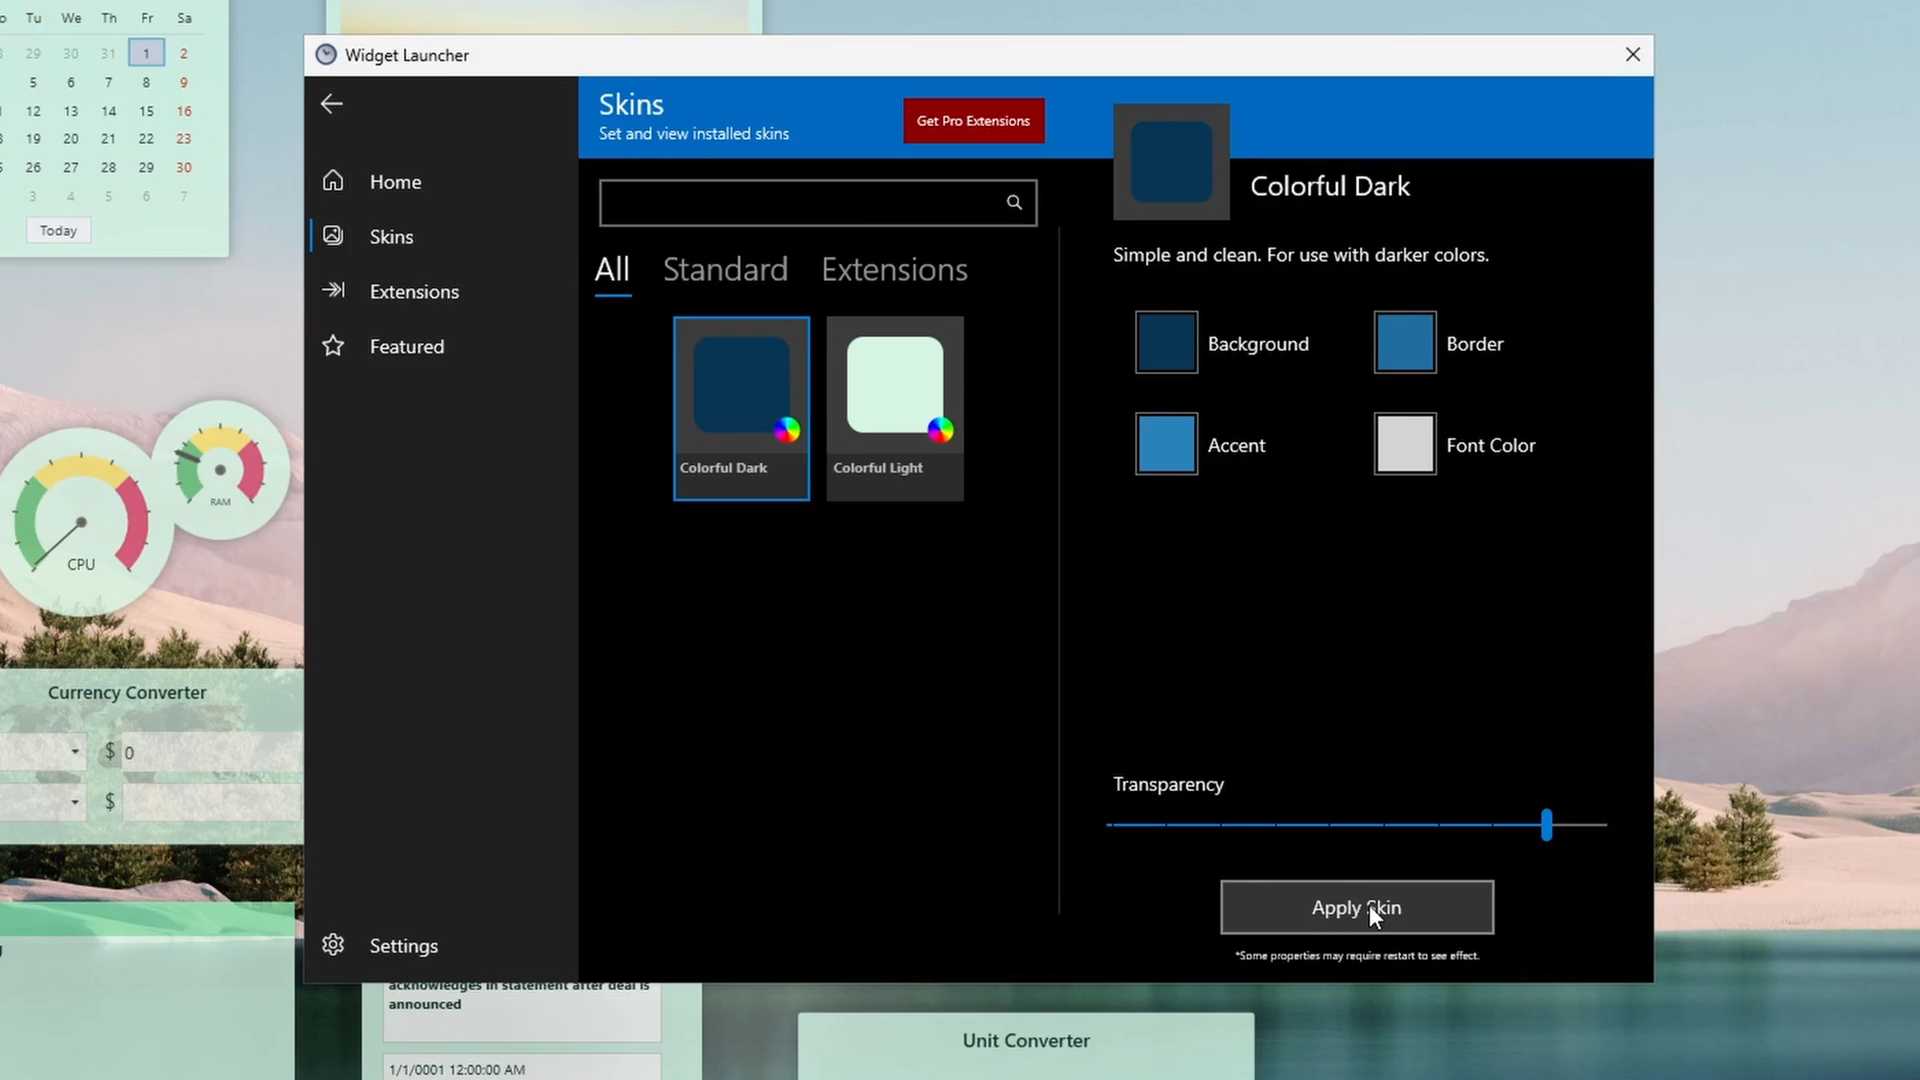 Tu We Th Fr Sa
29 30 31 1 2
5 6 7 8 9
12 13 14 15 16
19 20 21 22 23
26 27 28 29 30
3 4 5 6 7
Today
RAM
CPU
Currency Converter
$ 0
$
Widget Launcher
Home
Skins
Extensions
Featured
Settings
Skins
Set and view installed skins
Get Pro Extensions
All Standard Extensions
Colorful Dark
Colorful Light
Colorful Dark
Simple and clean. For use with darker colors.
Background
Border
Accent
Font Color
Transparency
Apply Skin
*Some properties may require restart to see effect.
acknowledges in statement after deal is
announced
1/1/0001 12:00:00 AM
Unit Converter